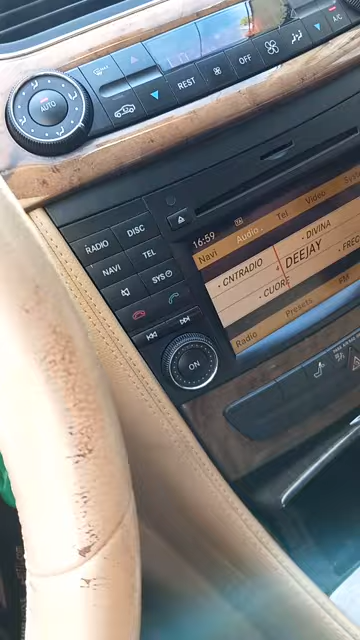 AUTO
REST
OFF
A/C
RADIO
DISC
NAVI
TEL
SYS
ON
16:59
Navi Audio Tel Video
DIVINA
CNTRADIO
DEEJAY
CUORE
Radio Presets FM